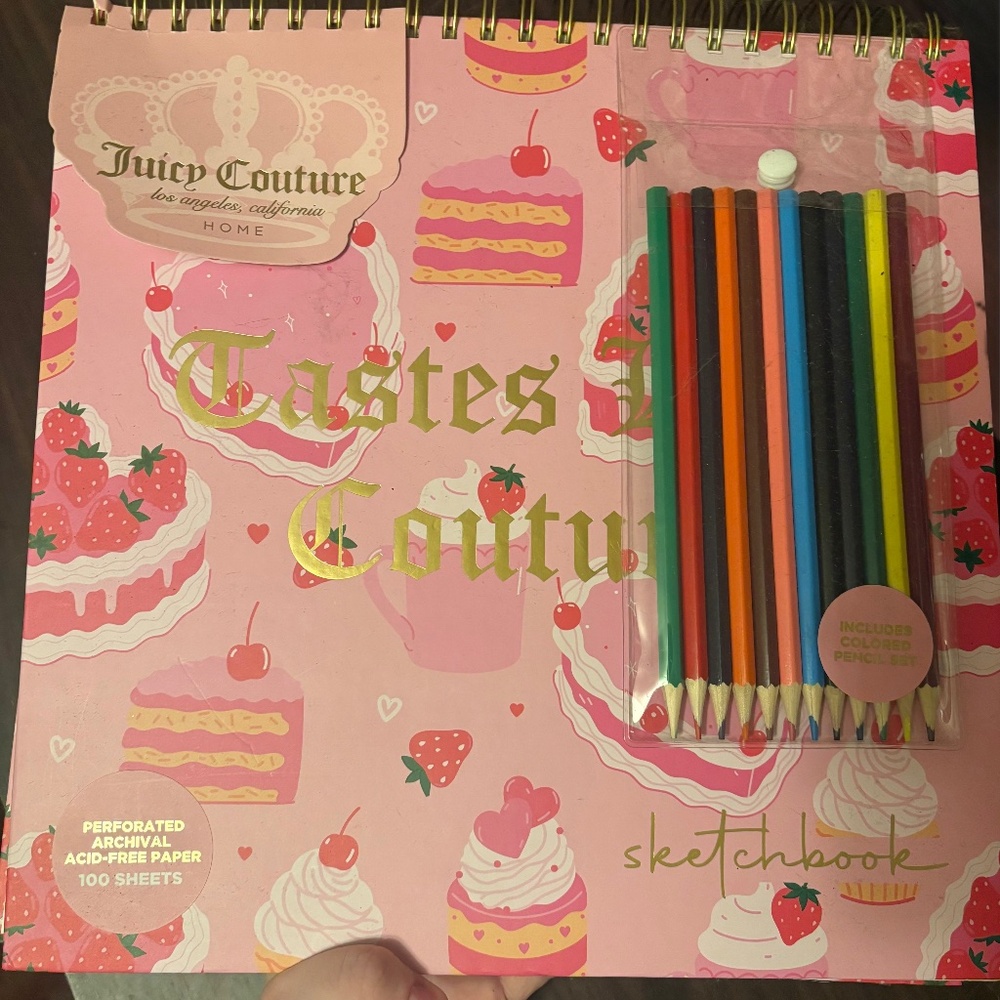 Juicy Couture
los angeles, california
HOME
Tastes
Coutu
INCLUDES
COLORED
PENCIL SET
sketchbook
PERFORATED
ARCHIVAL
ACID-FREE PAPER
100 SHEETS